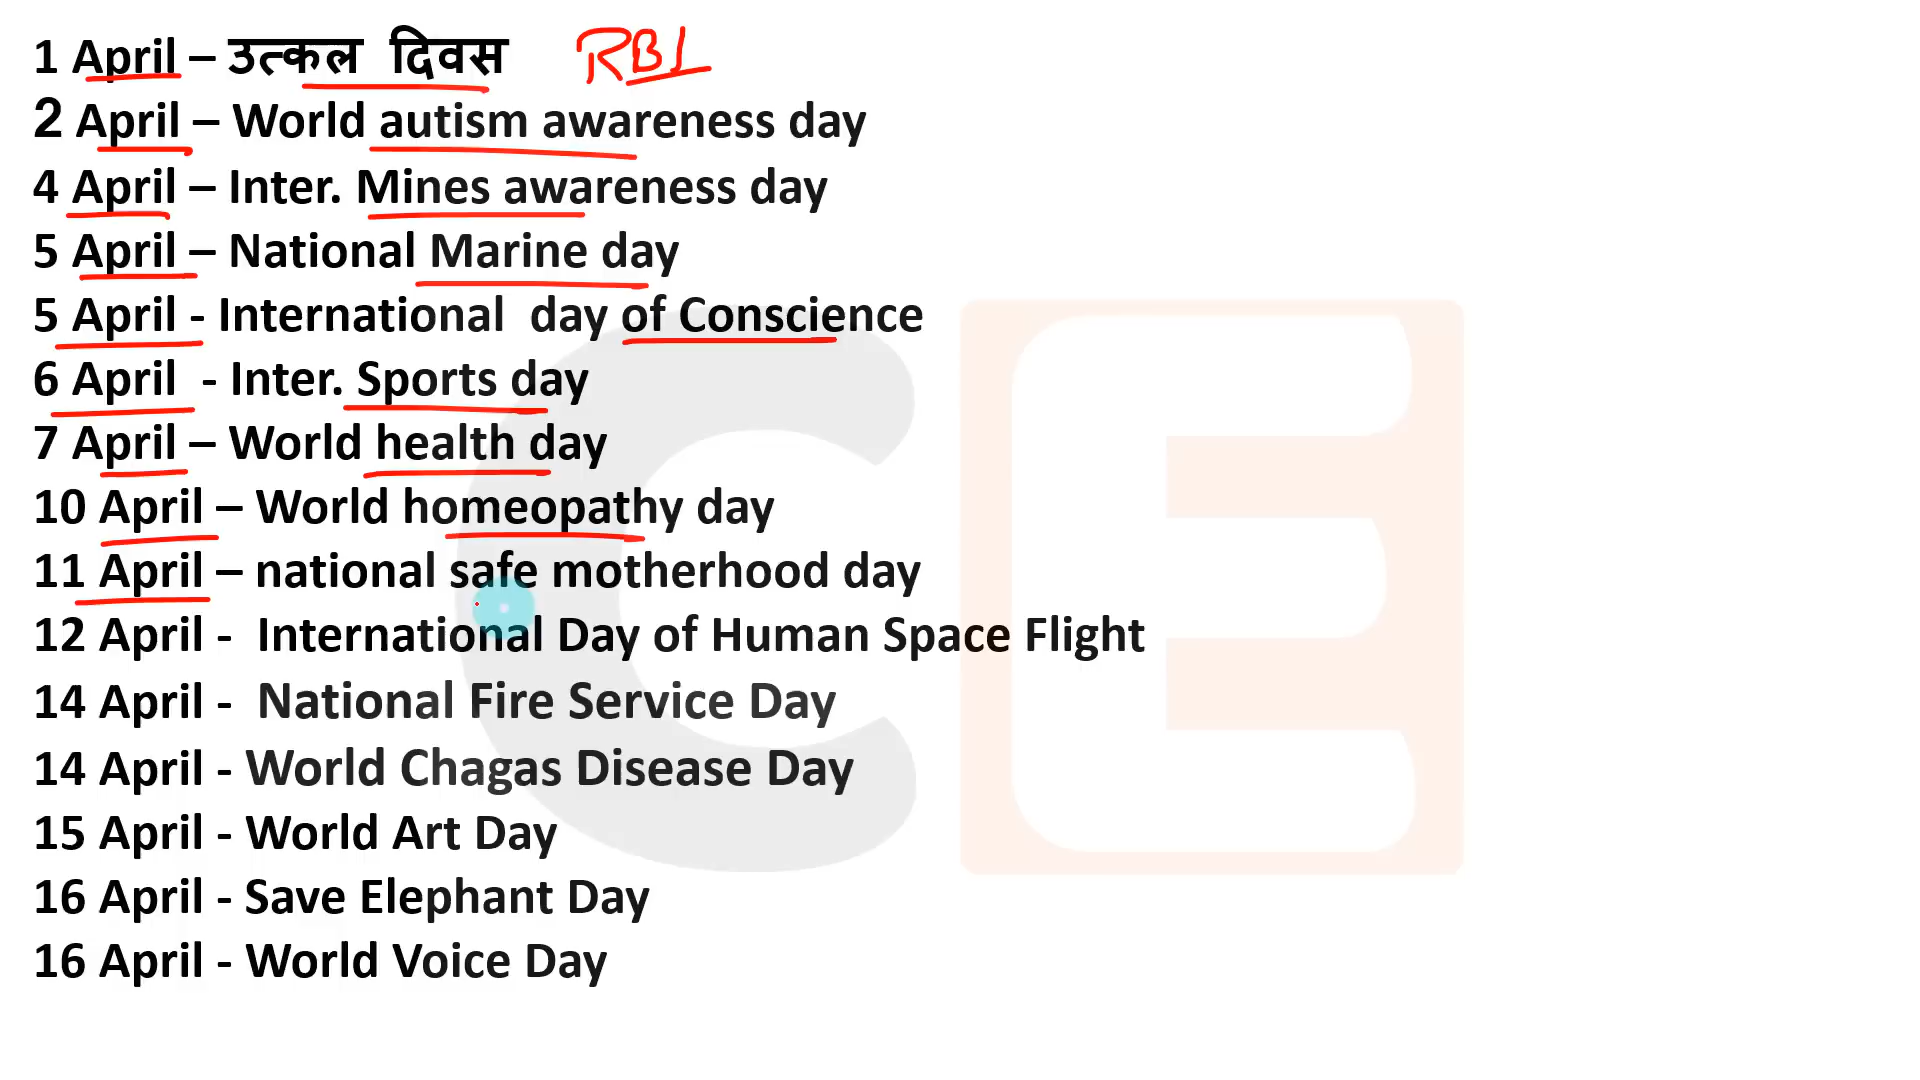 1 April – उत्कल दिवस RBI
2 April – World autism awareness day
4 April – Inter. Mines awareness day
5 April – National Marine day
5 April - International day of Conscience
6 April - Inter. Sports day
7 April – World health day
10 April – World homeopathy day
11 April – national safe motherhood day
12 April - International Day of Human Space Flight
14 April - National Fire Service Day
14 April - World Chagas Disease Day
15 April - World Art Day
16 April - Save Elephant Day
16 April - World Voice Day
CE